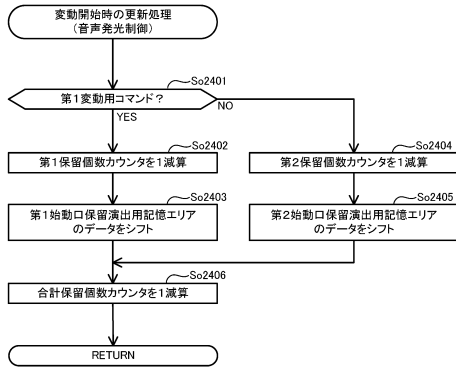 変動開始時の更新処理
（音声発光制御）
So2401
第1変動用コマンド？
NO
YES
So2402
第1保留個数カウンタを1減算
So2404
第2保留個数カウンタを1減算
So2403
第1始動口保留演出用記憶エリア
のデータをシフト
So2405
第2始動口保留演出用記憶エリア
のデータをシフト
So2406
合計保留個数カウンタを1減算
RETURN